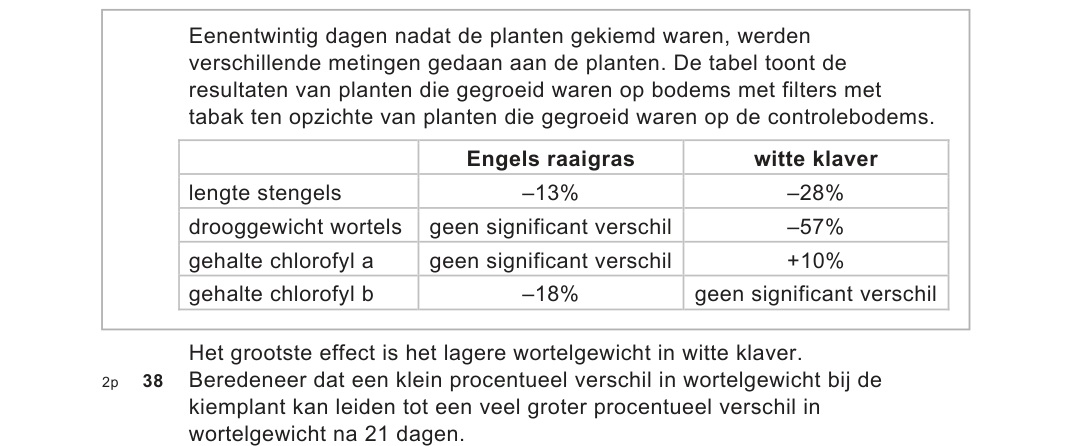 Eenentwintig dagen nadat de planten gekiemd waren, werden
verschillende metingen gedaan aan de planten. De tabel toont de
resultaten van planten die gegroeid waren op bodems met filters met
tabak ten opzichte van planten die gegroeid waren op de controlebodems.
Engels raaigras witte klaver
lengte stengels –13% –28%
drooggewicht wortels geen significant verschil –57%
gehalte chlorofyl a geen significant verschil +10%
gehalte chlorofyl b –18% geen significant verschil
Het grootste effect is het lagere wortelgewicht in witte klaver.
2p 38 Beredeneer dat een klein procentueel verschil in wortelgewicht bij de
kiemplant kan leiden tot een veel groter procentueel verschil in
wortelgewicht na 21 dagen.